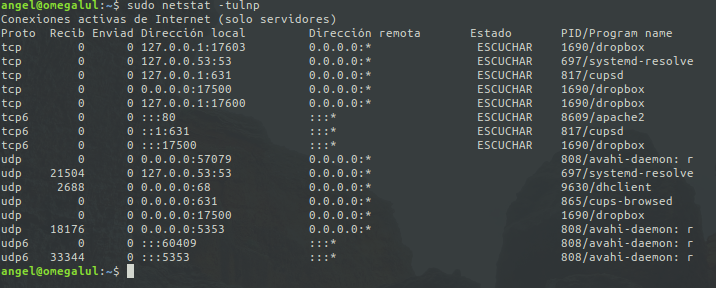 angel@omegalul:~$ sudo netstat -tulnp
Conexiones activas de Internet (solo servidores)
Proto Recib Enviad Dirección local Dirección remota Estado PID/Program name
tcp 0 0 127.0.0.1:17603 0.0.0.0:* ESCUCHAR 1690/dropbox
tcp 0 0 127.0.0.53:53 0.0.0.0:* ESCUCHAR 697/systemd-resolve
tcp 0 0 127.0.0.1:631 0.0.0.0:* ESCUCHAR 817/cupsd
tcp 0 0 0.0.0.0:17500 0.0.0.0:* ESCUCHAR 1690/dropbox
tcp 0 0 127.0.0.1:17600 0.0.0.0:* ESCUCHAR 1690/dropbox
tcp6 0 0 :::80 :::* ESCUCHAR 8609/apache2
tcp6 0 0 ::1:631 :::* ESCUCHAR 817/cupsd
tcp6 0 0 :::17500 :::* ESCUCHAR 1690/dropbox
udp 0 0 0.0.0.0:57079 0.0.0.0:* 808/avahi-daemon: r
udp 21504 0 127.0.0.53:53 0.0.0.0:* 697/systemd-resolve
udp 2688 0 0.0.0.0:68 0.0.0.0:* 9630/dhclient
udp 0 0 0.0.0.0:631 0.0.0.0:* 865/cups-browsed
udp 0 0 0.0.0.0:17500 0.0.0.0:* 1690/dropbox
udp 18176 0 0.0.0.0:5353 0.0.0.0:* 808/avahi-daemon: r
udp6 0 0 :::60409 :::* 808/avahi-daemon: r
udp6 33344 0 :::5353 :::* 808/avahi-daemon: r
angel@omegalul:~$